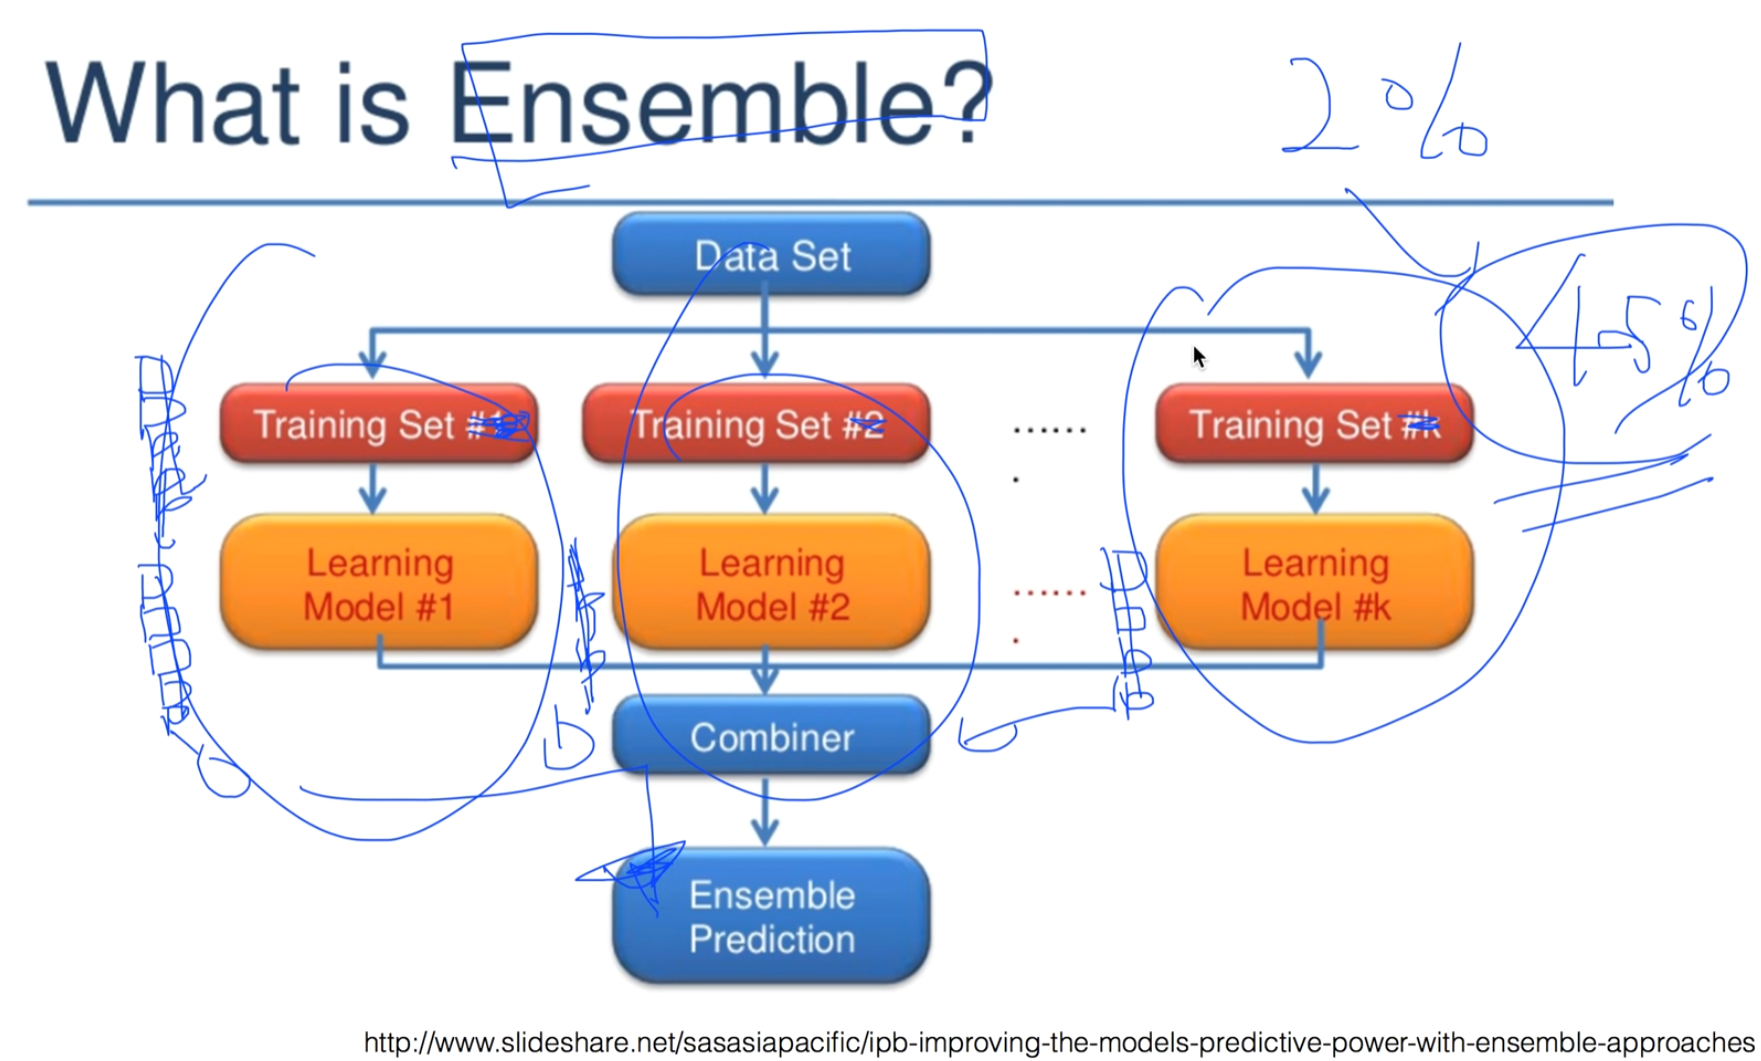 What is Ensemble?
2%
Data Set
45%
Training Set #1
Training Set #2
......
.
Training Set #k
Learning
Model #1
Learning
Model #2
......
.
Learning
Model #k
Combiner
Ensemble
Prediction
http://www.slideshare.net/sasasiapacific/ipb-improving-the-models-predictive-power-with-ensemble-approaches